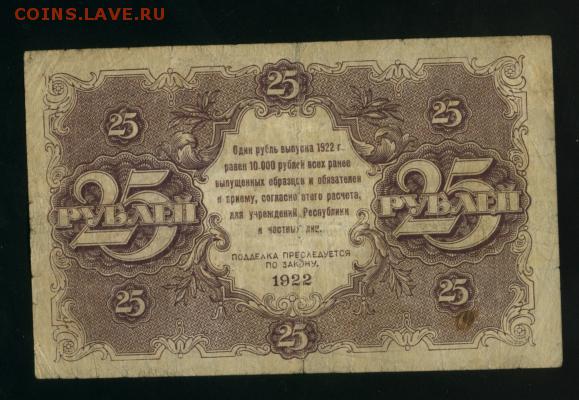 COINS.LAVE.RU
25
25
25
Один рубль выпуска 1922 г.
равен 10.000 рублей всех ранее
выпущенных образцов и обязателен
к приему, согласно этого расчета,
для учреждений Республики
и частных лиц.
25 РУБЛЕЙ
25 РУБЛЕЙ
ПОДДЕЛКА ПРЕСЛЕДУЕТСЯ
ПО ЗАКОНУ.
1922
25
25
25